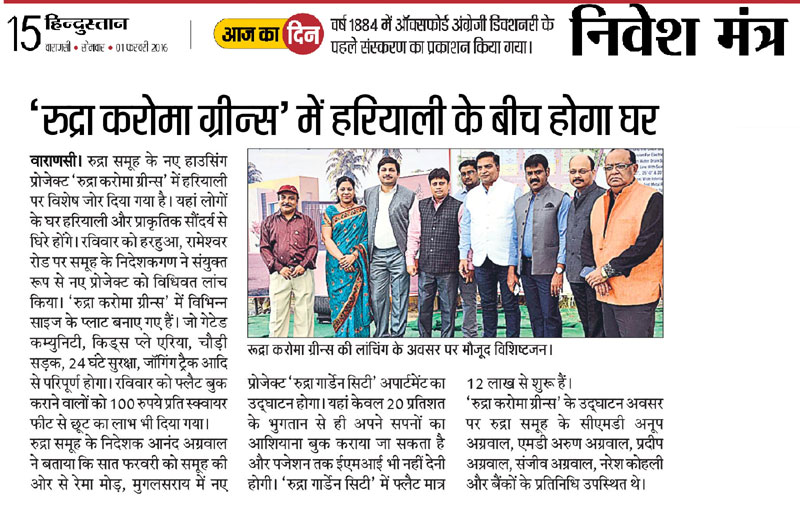 15 हिन्दुस्तान
वाराणसी • सोमवार • 01 फरवरी 2016
आज का दिन
वर्ष 1884 में ऑक्सफोर्ड अंग्रेजी डिक्शनरी के
पहले संस्करण का प्रकाशन किया गया।
निवेश मंत्र
‘रुद्रा करोमा ग्रीन्स’ में हरियाली के बीच होगा घर
वाराणसी। रुद्रा समूह के नए हाउसिंग
प्रोजेक्ट ‘रुद्रा करोमा ग्रीन्स’ में हरियाली
पर विशेष जोर दिया गया है। यहां लोगों
के घर हरियाली और प्राकृतिक सौंदर्य से
घिरे होंगे। रविवार को हरहुआ, रामेश्वर
रोड पर समूह के निदेशकगण ने संयुक्त
रूप से नए प्रोजेक्ट को विधिवत लांच
किया। ‘रुद्रा करोमा ग्रीन्स’ में विभिन्न
साइज के प्लाट बनाए गए हैं। जो गेटेड
कम्युनिटी, किड्स प्ले एरिया, चौड़ी
सड़क, 24 घंटे सुरक्षा, जॉगिंग ट्रैक आदि
से परिपूर्ण होगा। रविवार को फ्लैट बुक
कराने वालों को 100 रुपये प्रति स्क्वायर
फीट से छूट का लाभ भी दिया गया।
रुद्रा समूह के निदेशक आनंद अग्रवाल
ने बताया कि सात फरवरी को समूह की
ओर से रेमा मोड़, मुगलसराय में नए
रूद्रा करोमा ग्रीन्स की लांचिंग के अवसर पर मौजूद विशिष्टजन।
प्रोजेक्ट ‘रुद्रा गार्डेन सिटी’ अपार्टमेंट का
उद्घाटन होगा। यहां केवल 20 प्रतिशत
के भुगतान से ही अपने सपनों का
आशियाना बुक कराया जा सकता है
और पजेशन तक ईएमआई भी नहीं देनी
होगी। ‘रुद्रा गार्डेन सिटी’ में फ्लैट मात्र
12 लाख से शुरू हैं।
‘रुद्रा करोमा ग्रीन्स’ के उद्घाटन अवसर
पर रुद्रा समूह के सीएमडी अनूप
अग्रवाल, एमडी अरुण अग्रवाल, प्रदीप
अग्रवाल, संजीव अग्रवाल, नरेश कोहली
और बैंकों के प्रतिनिधि उपस्थित थे।